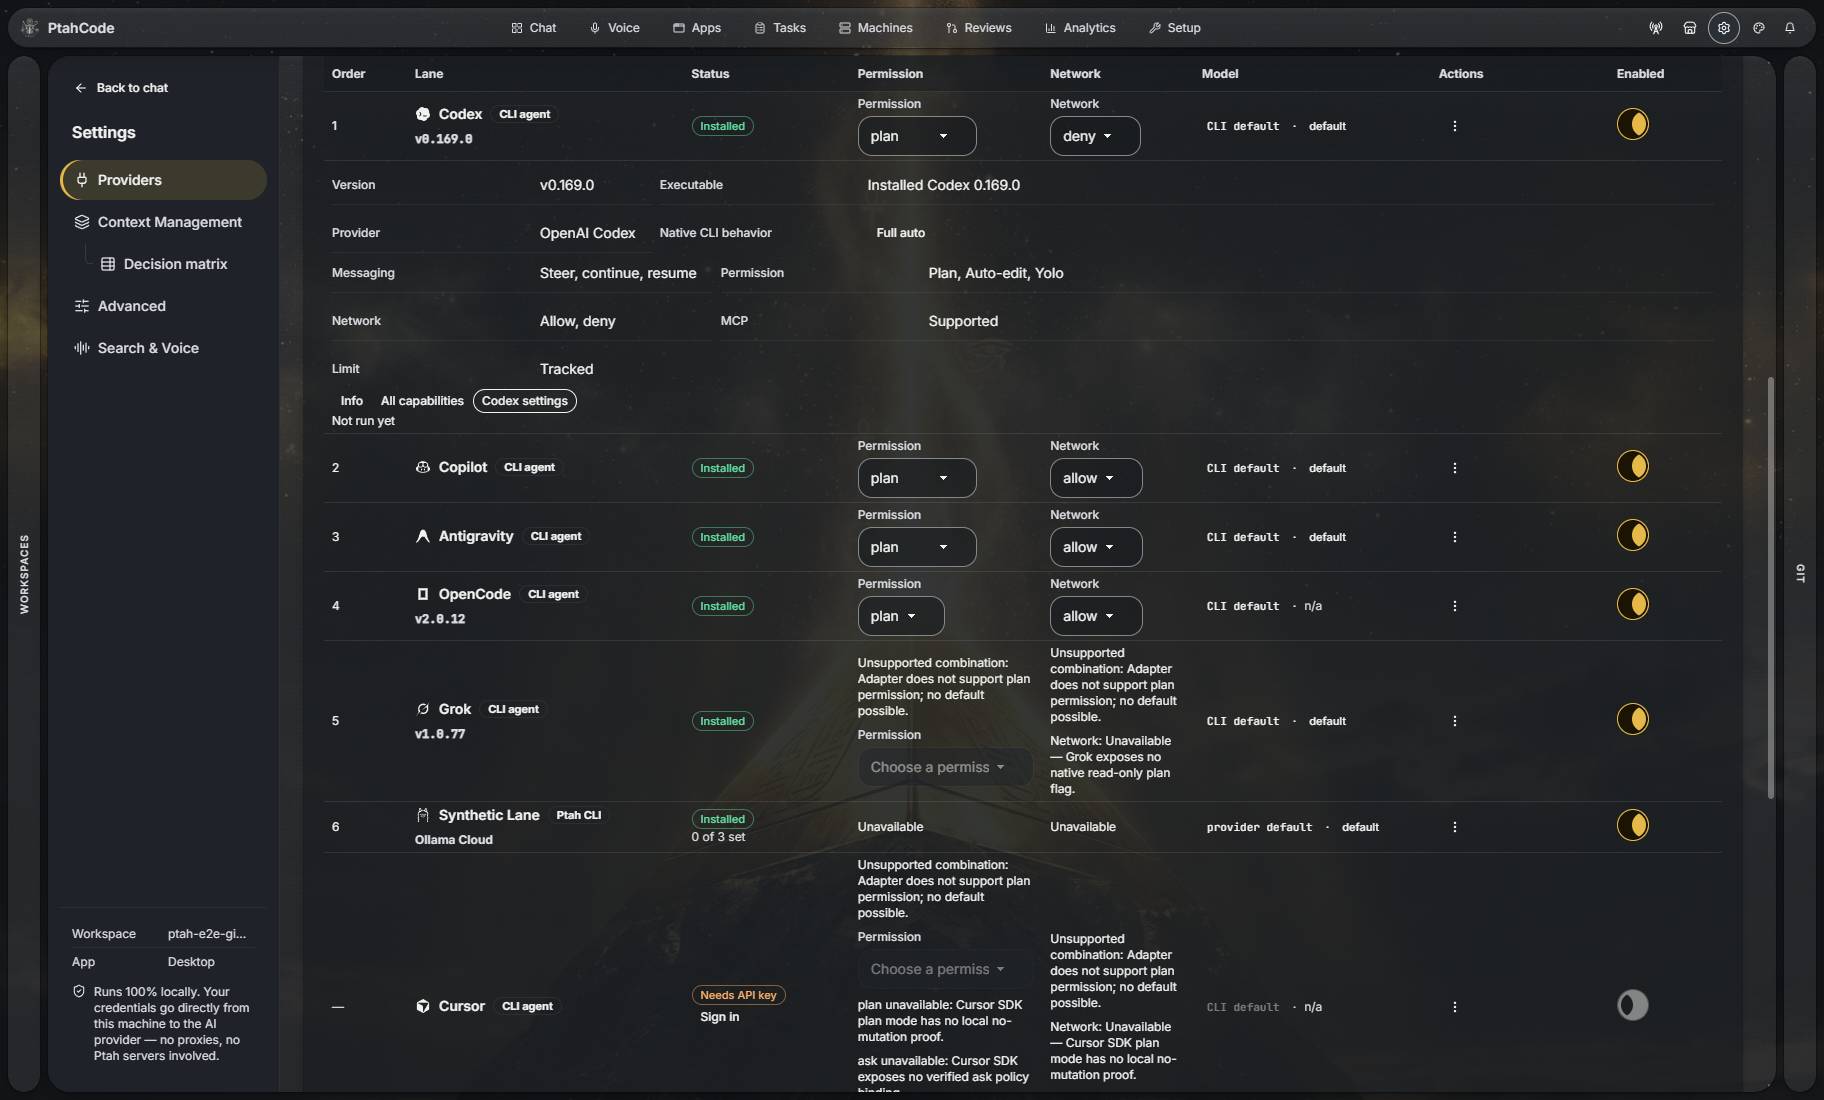 PtahCode
Chat
Voice
Apps
Tasks
Machines
Reviews
Analytics
Setup
WORKSPACES
Back to chat
Settings
Providers
Context Management
Decision matrix
Advanced
Search & Voice
Workspace ptah-e2e-gi...
App Desktop
Runs 100% locally. Your
credentials go directly from
this machine to the AI
provider — no proxies, no
Ptah servers involved.
Order Lane Status Permission Network Model Actions Enabled
1
Codex CLI agent
v0.169.0
Installed
Permission
plan
Network
deny
CLI default · default
Version v0.169.0 Executable Installed Codex 0.169.0
Provider OpenAI Codex Native CLI behavior Full auto
Messaging Steer, continue, resume Permission Plan, Auto-edit, Yolo
Network Allow, deny MCP Supported
Limit Tracked
Info All capabilities Codex settings
Not run yet
2
Copilot CLI agent
Installed
Permission
plan
Network
allow
CLI default · default
3
Antigravity CLI agent
Installed
Permission
plan
Network
allow
CLI default · default
4
OpenCode CLI agent
v2.0.12
Installed
Permission
plan
Network
allow
CLI default · n/a
5
Grok CLI agent
v1.0.77
Installed
Unsupported combination:
Adapter does not support plan
permission; no default
possible.
Permission
Choose a permiss
Unsupported
combination: Adapter
does not support plan
permission; no default
possible.
Network: Unavailable
— Grok exposes no
native read-only plan
flag.
CLI default · default
6
Synthetic Lane Ptah CLI
Ollama Cloud
Installed
0 of 3 set
Unavailable
Unavailable
provider default · default
—
Cursor CLI agent
Needs API key
Sign in
Unsupported combination:
Adapter does not support plan
permission; no default
possible.
Permission
Choose a permiss
plan unavailable: Cursor SDK
plan mode has no local no-
mutation proof.
ask unavailable: Cursor SDK
exposes no verified ask policy
Unsupported
combination: Adapter
does not support plan
permission; no default
possible.
Network: Unavailable
— Cursor SDK plan
mode has no local no-
mutation proof.
CLI default · n/a
GIT